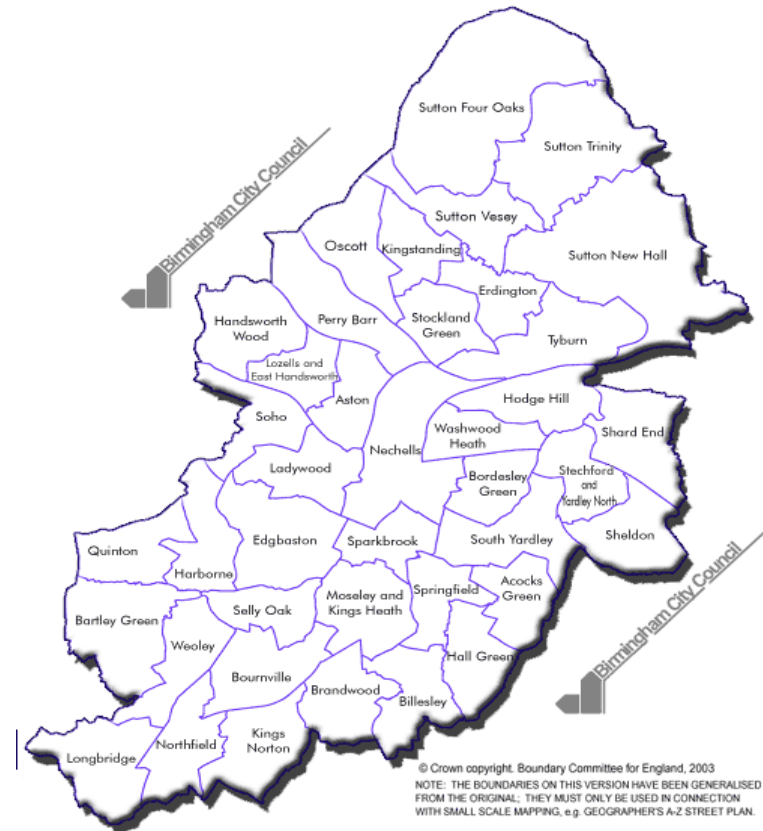 Sutton Four Oaks
Sutton Trinity
Birmingham City Council
Sutton Vesey
Oscott
Kingstanding
Sutton New Hall
Erdington
Handsworth
Wood
Perry Barr
Stockland
Green
Tyburn
Lozells and
East Handsworth
Aston
Hodge Hill
Soho
Washwood
Heath
Shard End
Nechells
Ladywood
Bordesley
Green
Stechford
and
Yardley North
Quinton
Edgbaston
Sparkbrook
South Yardley
Sheldon
Harborne
Bartley Green
Selly Oak
Moseley and
Kings Heath
Springfield
Acocks
Green
Weoley
Birmingham City Council
Bournville
Hall Green
Brandwood
Billesley
Longbridge
Northfield
Kings
Norton
© Crown copyright. Boundary Committee for England, 2003
NOTE: THE BOUNDARIES ON THIS VERSION HAVE BEEN GENERALISED
FROM THE ORIGINAL; THEY MUST ONLY BE USED IN CONNECTION
WITH SMALL SCALE MAPPING, e.g. GEOGRAPHER'S A-Z STREET PLAN.